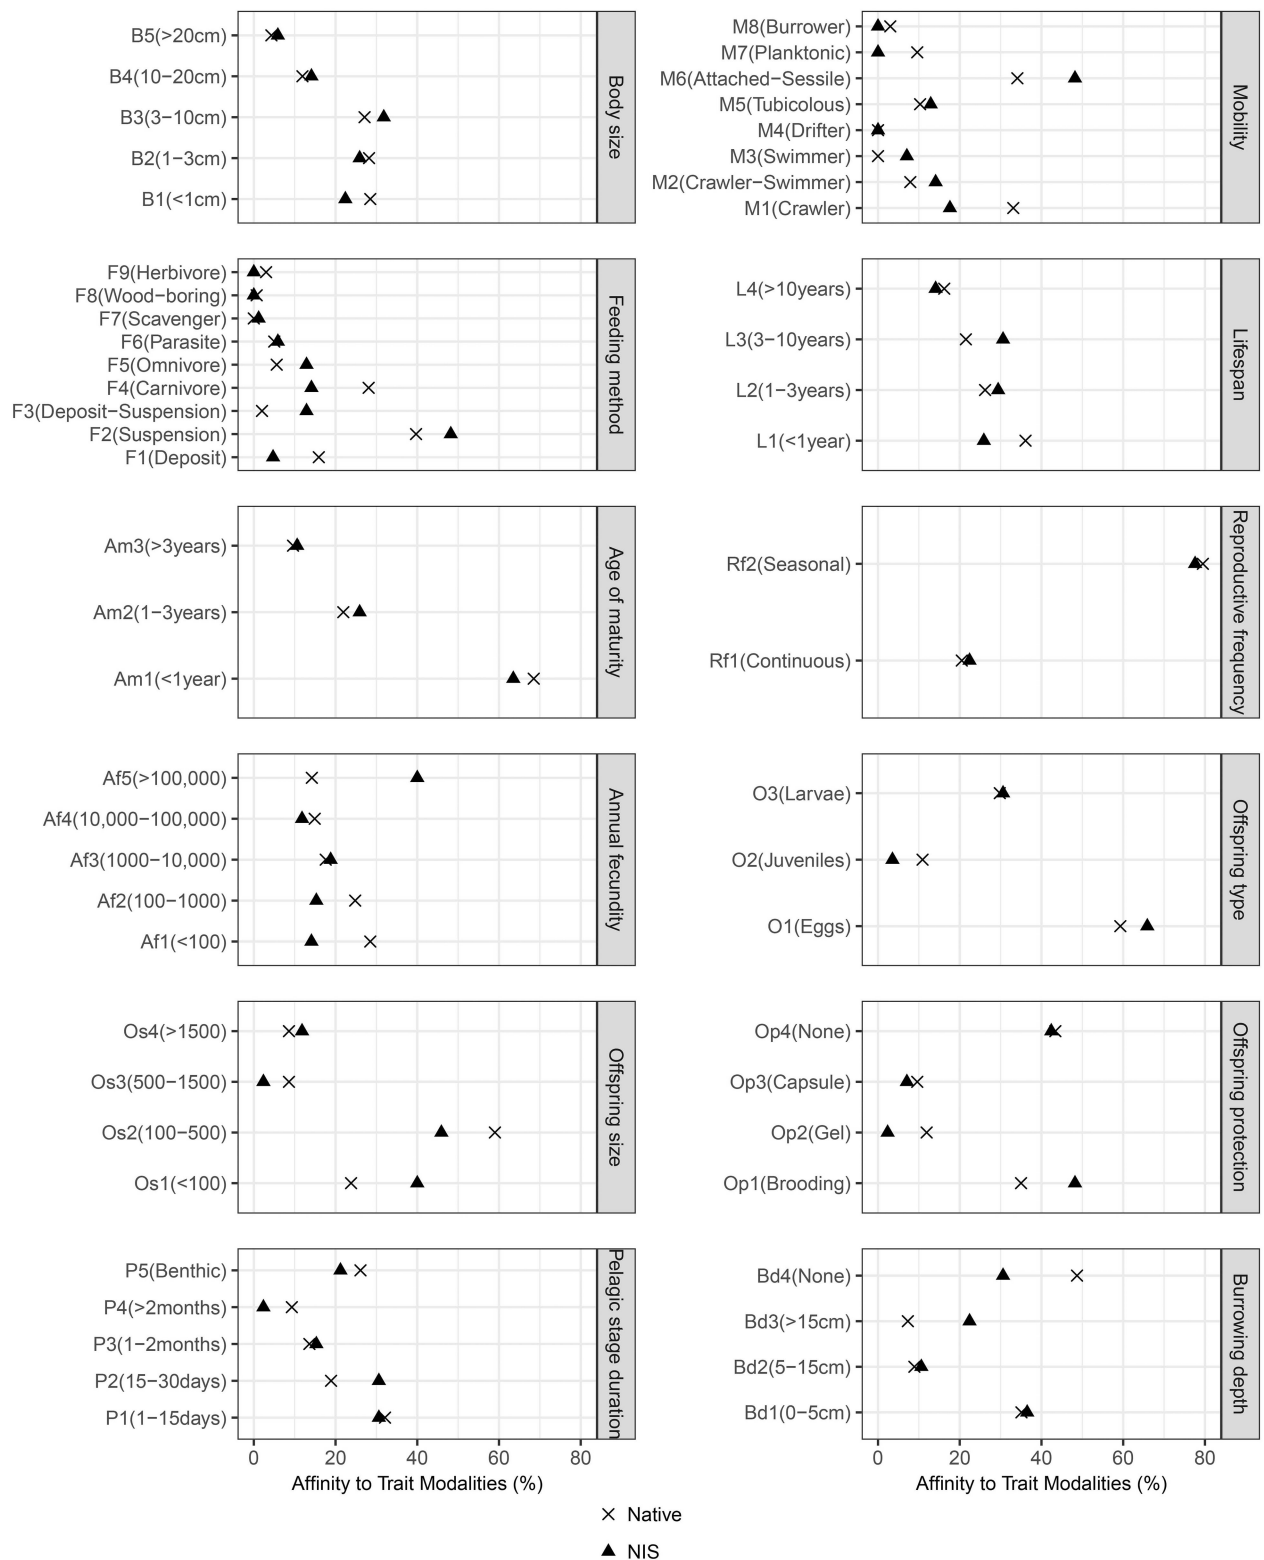 B5(>20cm)
B4(10−20cm)
B3(3−10cm)
B2(1−3cm)
B1(<1cm)
Body size
M8(Burrower)
M7(Planktonic)
M6(Attached−Sessile)
M5(Tubicolous)
M4(Drifter)
M3(Swimmer)
M2(Crawler−Swimmer)
M1(Crawler)
Mobility
F9(Herbivore)
F8(Wood−boring)
F7(Scavenger)
F6(Parasite)
F5(Omnivore)
F4(Carnivore)
F3(Deposit−Suspension)
F2(Suspension)
F1(Deposit)
Feeding method
L4(>10years)
L3(3−10years)
L2(1−3years)
L1(<1year)
Lifespan
Am3(>3years)
Am2(1−3years)
Am1(<1year)
Age of maturity
Rf2(Seasonal)
Rf1(Continuous)
Reproductive frequency
Af5(>100,000)
Af4(10,000−100,000)
Af3(1000−10,000)
Af2(100−1000)
Af1(<100)
Annual fecundity
O3(Larvae)
O2(Juveniles)
O1(Eggs)
Offspring type
Os4(>1500)
Os3(500−1500)
Os2(100−500)
Os1(<100)
Offspring size
Op4(None)
Op3(Capsule)
Op2(Gel)
Op1(Brooding)
Offspring protection
P5(Benthic)
P4(>2months)
P3(1−2months)
P2(15−30days)
P1(1−15days)
Pelagic stage duration
Bd4(None)
Bd3(>15cm)
Bd2(5−15cm)
Bd1(0−5cm)
Burrowing depth
0 20 40 60 80
Affinity to Trait Modalities (%)
0 20 40 60 80
Affinity to Trait Modalities (%)
Native
NIS